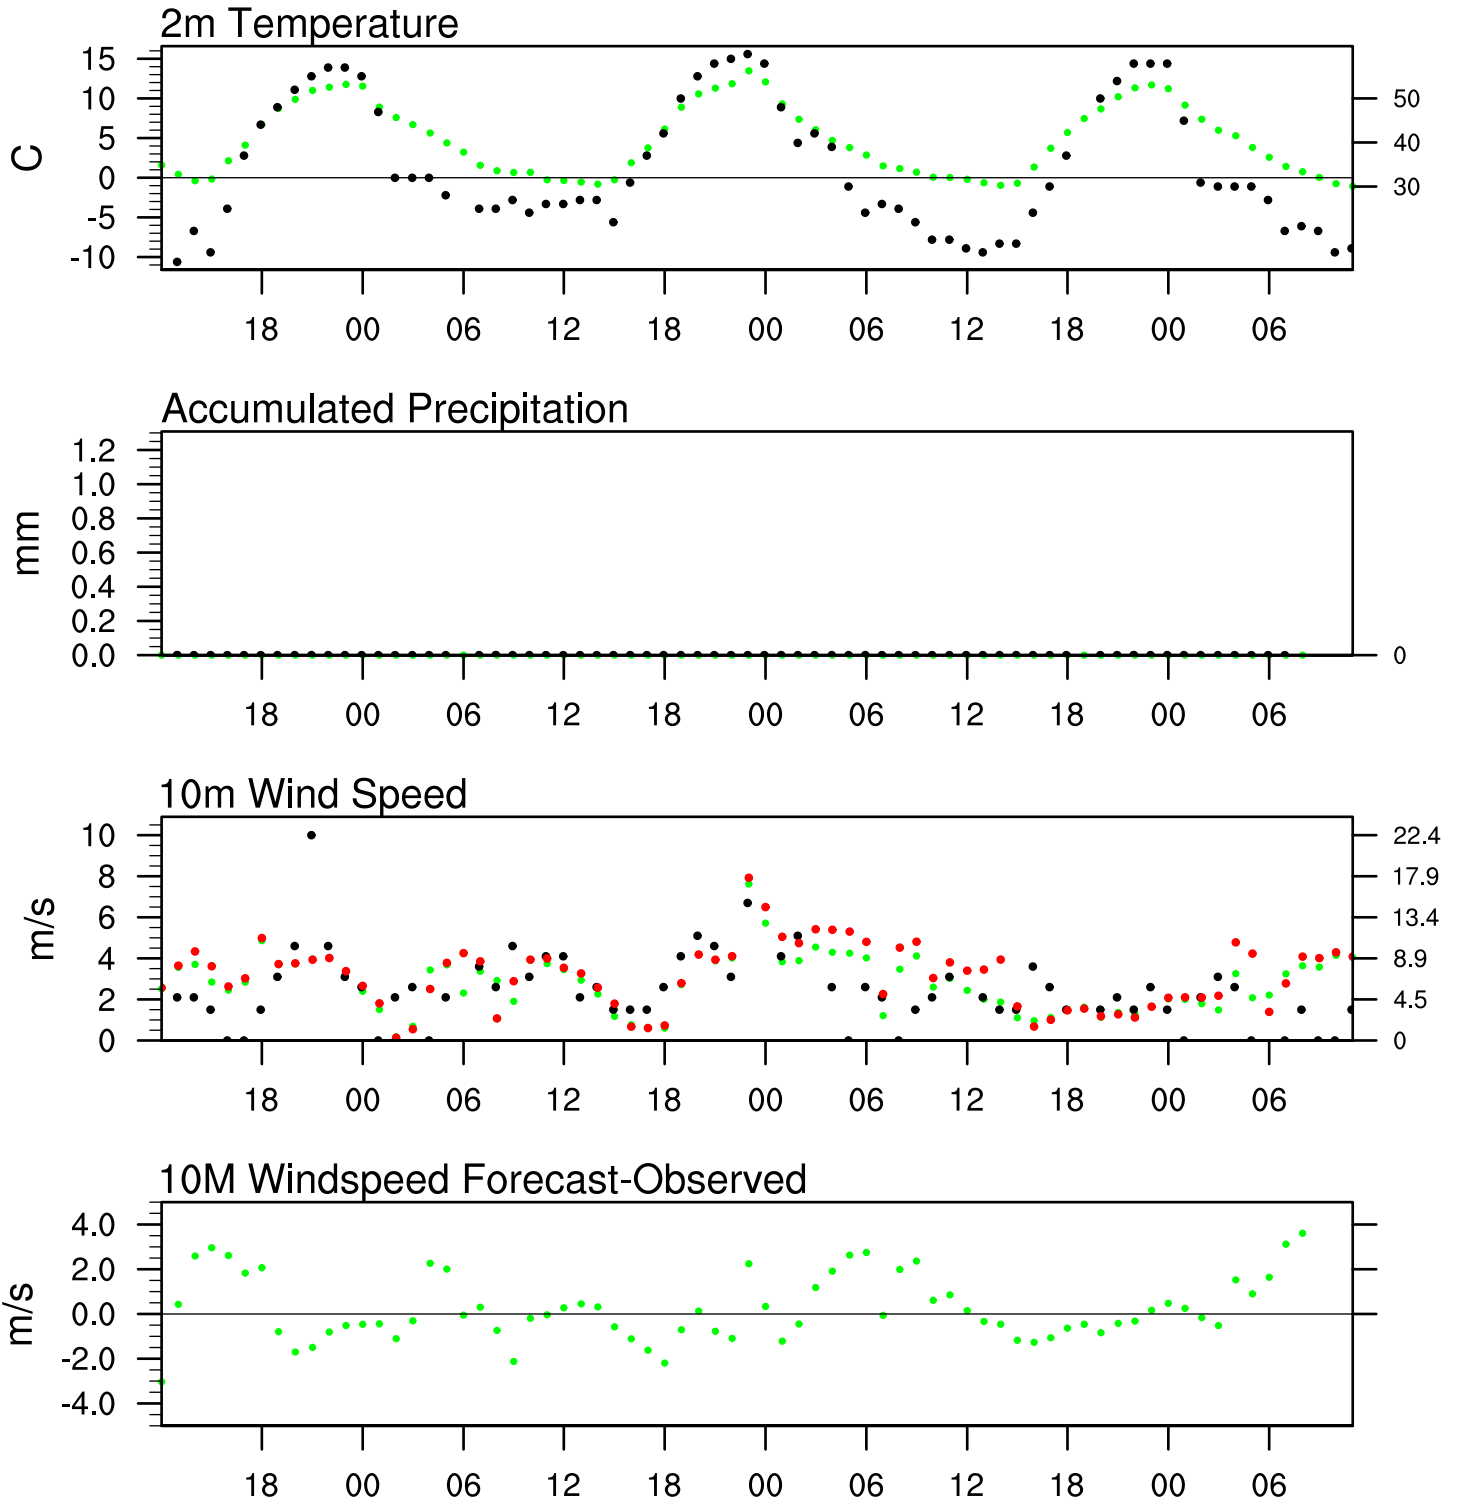 2m Temperature
15
10
5
0
-5
-10
C
50
40
30
18 00 06 12 18 00 06 12 18 00 06
Accumulated Precipitation
1.2
1.0
0.8
0.6
0.4
0.2
0.0
mm
0
18 00 06 12 18 00 06 12 18 00 06
10m Wind Speed
10
8
6
4
2
0
m/s
22.4
17.9
13.4
8.9
4.5
0
18 00 06 12 18 00 06 12 18 00 06
10M Windspeed Forecast-Observed
4.0
2.0
0.0
-2.0
-4.0
m/s
18 00 06 12 18 00 06 12 18 00 06